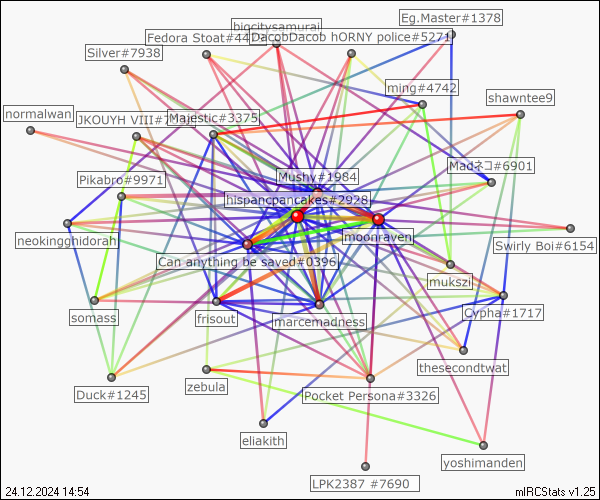 Eg.Master#1378
bigcitysamurai
Fedora Stoat#44
DacobDacob hORNY police#5271
Silver#7938
ming#4742
shawntee9
normalwan
JKOUYH VIII#7
Majestic#3375
Madネコ#6901
Mushy#1984
Pikabro#9971
hispancpancakes#2928
neokingghidorah
moonraven
Swirly Boi#6154
Can anything be saved#0396
mukszi
somass
frisout
marcemadness
Cypha#1717
thesecondtwat
zebula
Duck#1245
Pocket Persona#3326
eliakith
yoshimanden
LPK2387 #7690
24.12.2024 14:54
mIRCStats v1.25